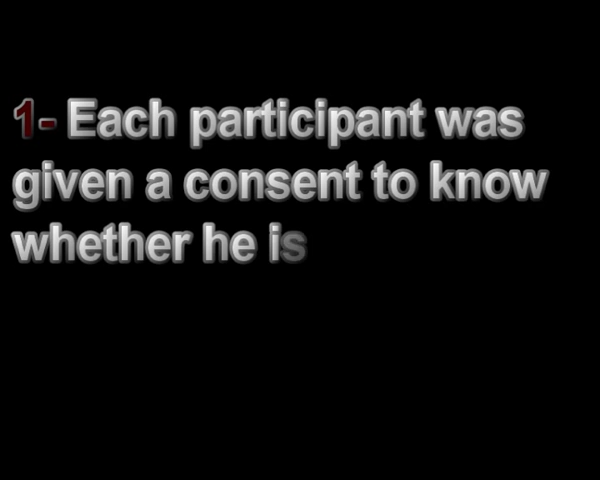 1- Each participant was
given a consent to know
whether he is